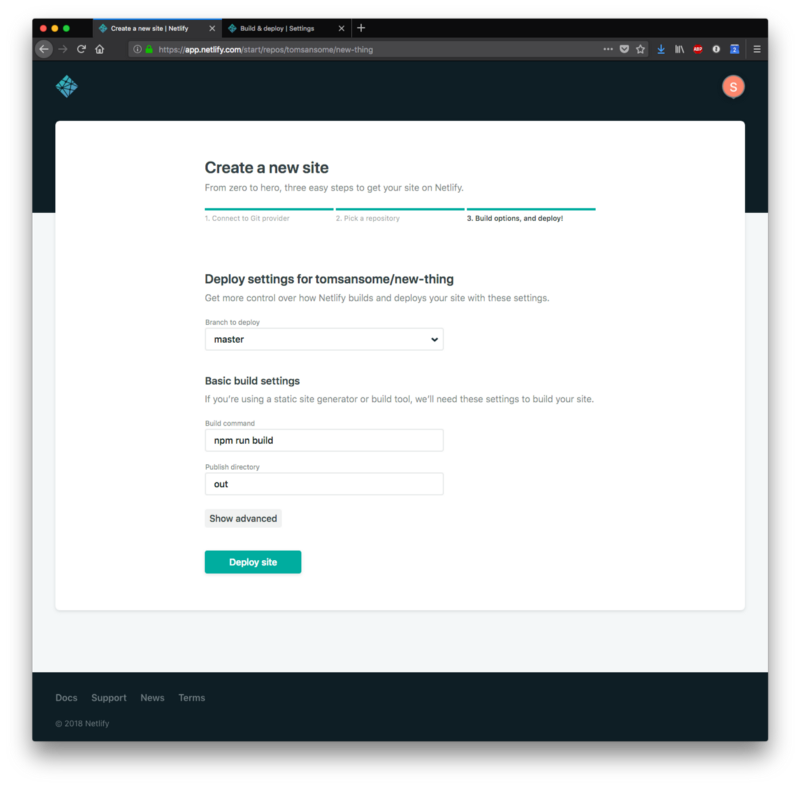 Create a new site | Netlify
Build & deploy | Settings
https://app.netlify.com/start/repos/tomsansome/new-thing
ABP
2
S
Create a new site
From zero to hero, three easy steps to get your site on Netlify.
1. Connect to Git provider
2. Pick a repository
3. Build options, and deploy!
Deploy settings for tomsansome/new-thing
Get more control over how Netlify builds and deploys your site with these settings.
Branch to deploy
master
Basic build settings
If you're using a static site generator or build tool, we'll need these settings to build your site.
Build command
npm run build
Publish directory
out
Show advanced
Deploy site
Docs Support News Terms
© 2018 Netlify